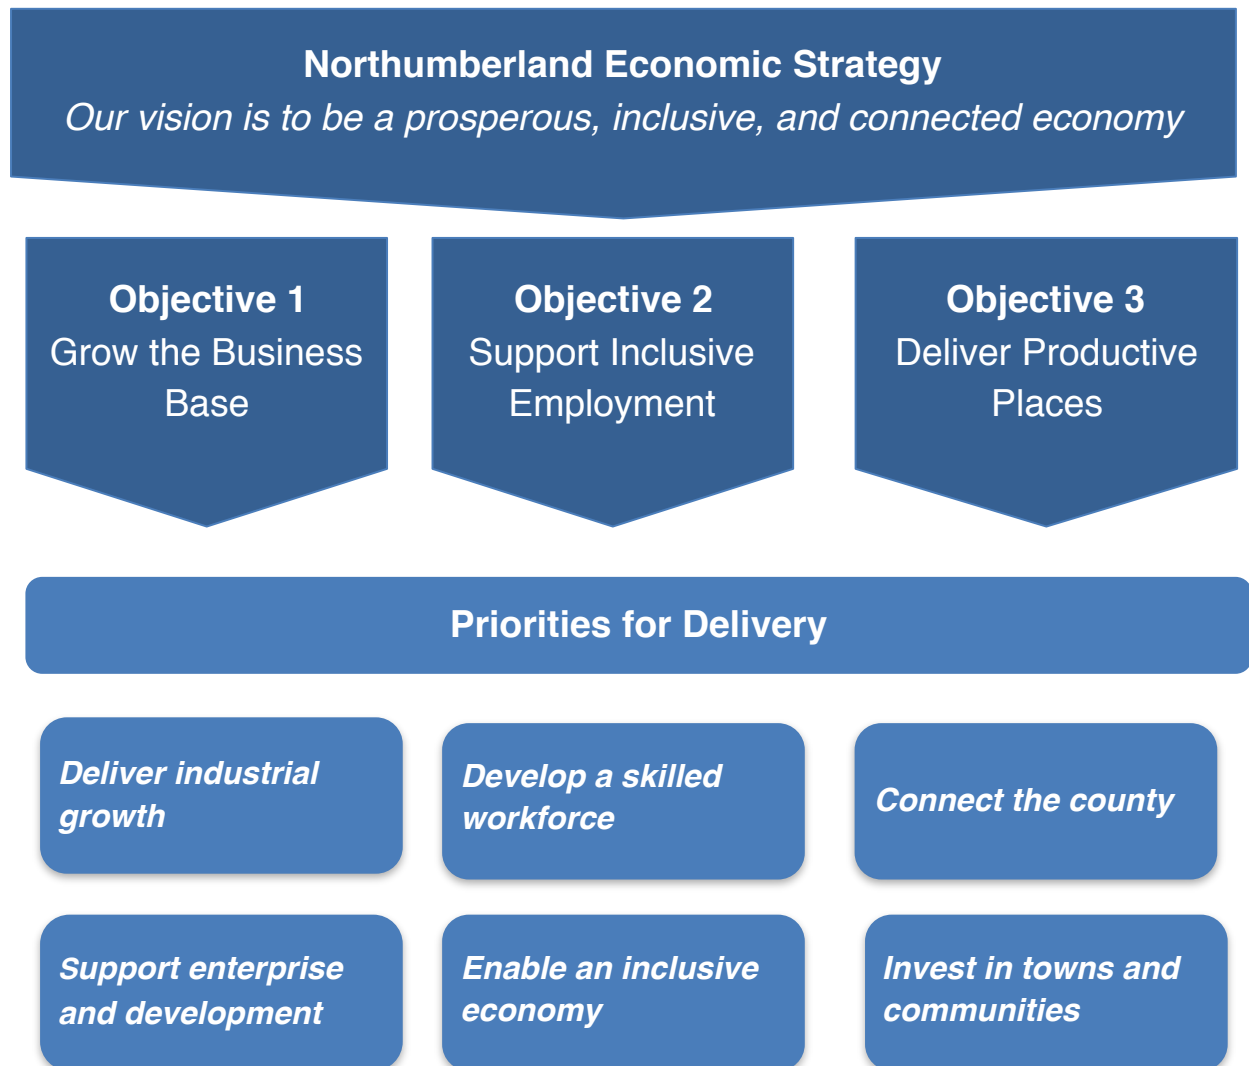 Northumberland Economic Strategy
Our vision is to be a prosperous, inclusive, and connected economy
Objective 1
Grow the Business
Base
Objective 2
Support Inclusive
Employment
Objective 3
Deliver Productive
Places
Priorities for Delivery
Deliver industrial
growth
Develop a skilled
workforce
Connect the county
Support enterprise
and development
Enable an inclusive
economy
Invest in towns and
communities